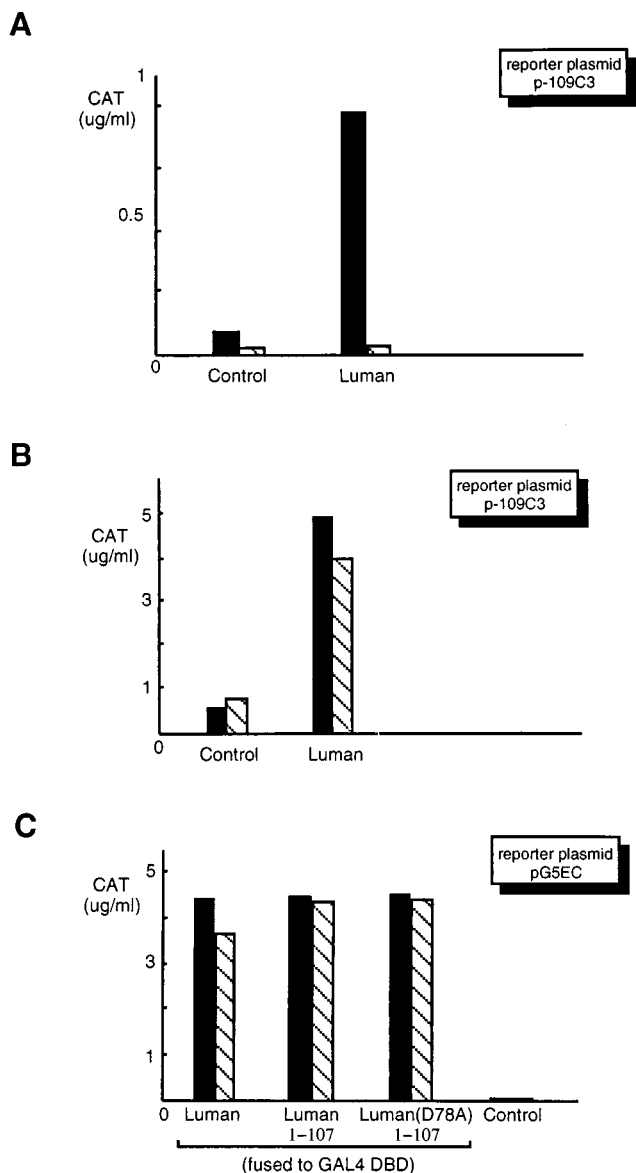 A
1
CAT
(ug/ml)
reporter plasmid
p-109C3
0.5
0
Control
Luman
B
reporter plasmid
p-109C3
5
CAT
(ug/ml)
3
1
0
Control
Luman
C
reporter plasmid
pG5EC
5
CAT
(ug/ml)
3
1
0
Luman
Luman
1-107
Luman(D78A)
1-107
Control
(fused to GAL4 DBD)